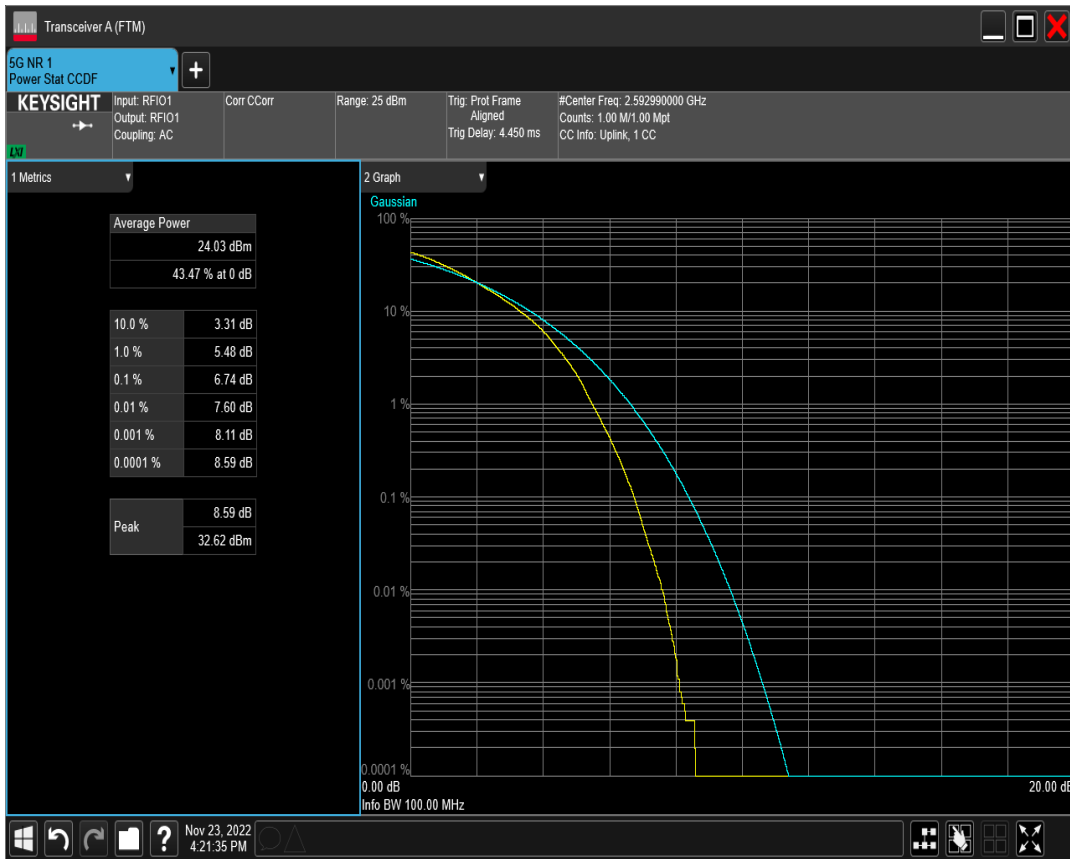 Transceiver A (FTM)
5G NR 1
Power Stat CCDF
+
KEYSIGHT
LXI
Input: RFIO1
Output: RFIO1
Coupling: AC
Corr CCorr
Range: 25 dBm
Trig: Prot Frame
Aligned
Trig Delay: 4.450 ms
#Center Freq: 2.592990000 GHz
Counts: 1.00 M/1.00 Mpt
CC Info: Uplink, 1 CC
1 Metrics
Average Power
24.03 dBm
43.47 % at 0 dB
10.0 % 3.31 dB
1.0 % 5.48 dB
0.1 % 6.74 dB
0.01 % 7.60 dB
0.001 % 8.11 dB
0.0001 % 8.59 dB
Peak 8.59 dB
32.62 dBm
2 Graph
Gaussian
100 %
10 %
1 %
0.1 %
0.01 %
0.001 %
0.0001 %
0.00 dB 20.00 dB
Info BW 100.00 MHz
?
Nov 23, 2022
4:21:35 PM